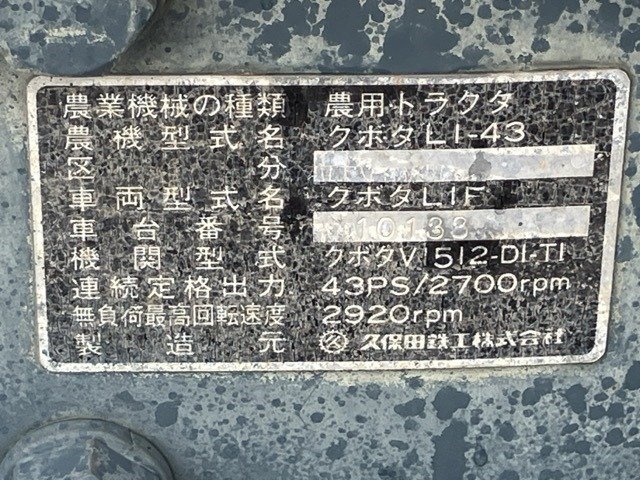 農業機械の種類 農用トラクタ
農機型式名 クボタL1-43
区分
車両型式名 クボタL1F
車台番号 10138
機関型式 クボタV1512-DI-T1
連続定格出力 43PS/2700rpm
無負荷最高回転速度 2920rpm
製造元 久保田鉄工株式会社